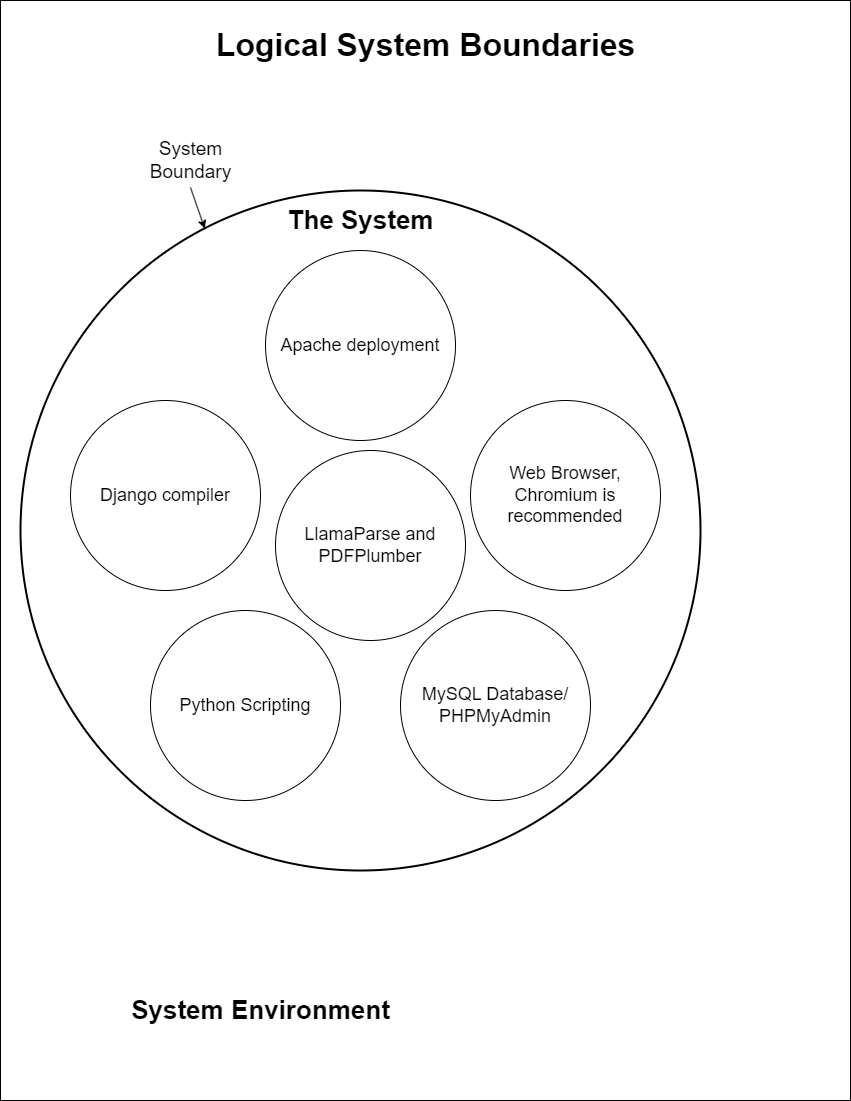 Logical System Boundaries
System
Boundary
The System
Apache deployment
Django compiler
Web Browser,
Chromium is
recommended
LlamaParse and
PDFPlumber
Python Scripting
MySQL Database/
PHPMyAdmin
System Environment